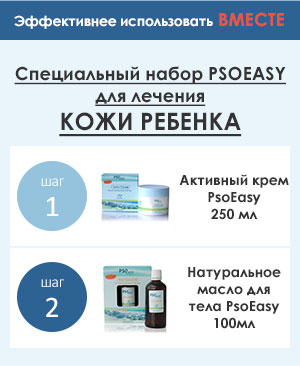 Эффективнее использовать ВМЕСТЕ
Специальный набор PSOEASY
для лечения
КОЖИ РЕБЕНКА
шаг
1
Активный крем
PsoEasy
250 мл
шаг
2
PSO
Натуральное
масло для
тела PsoEasy
100мл